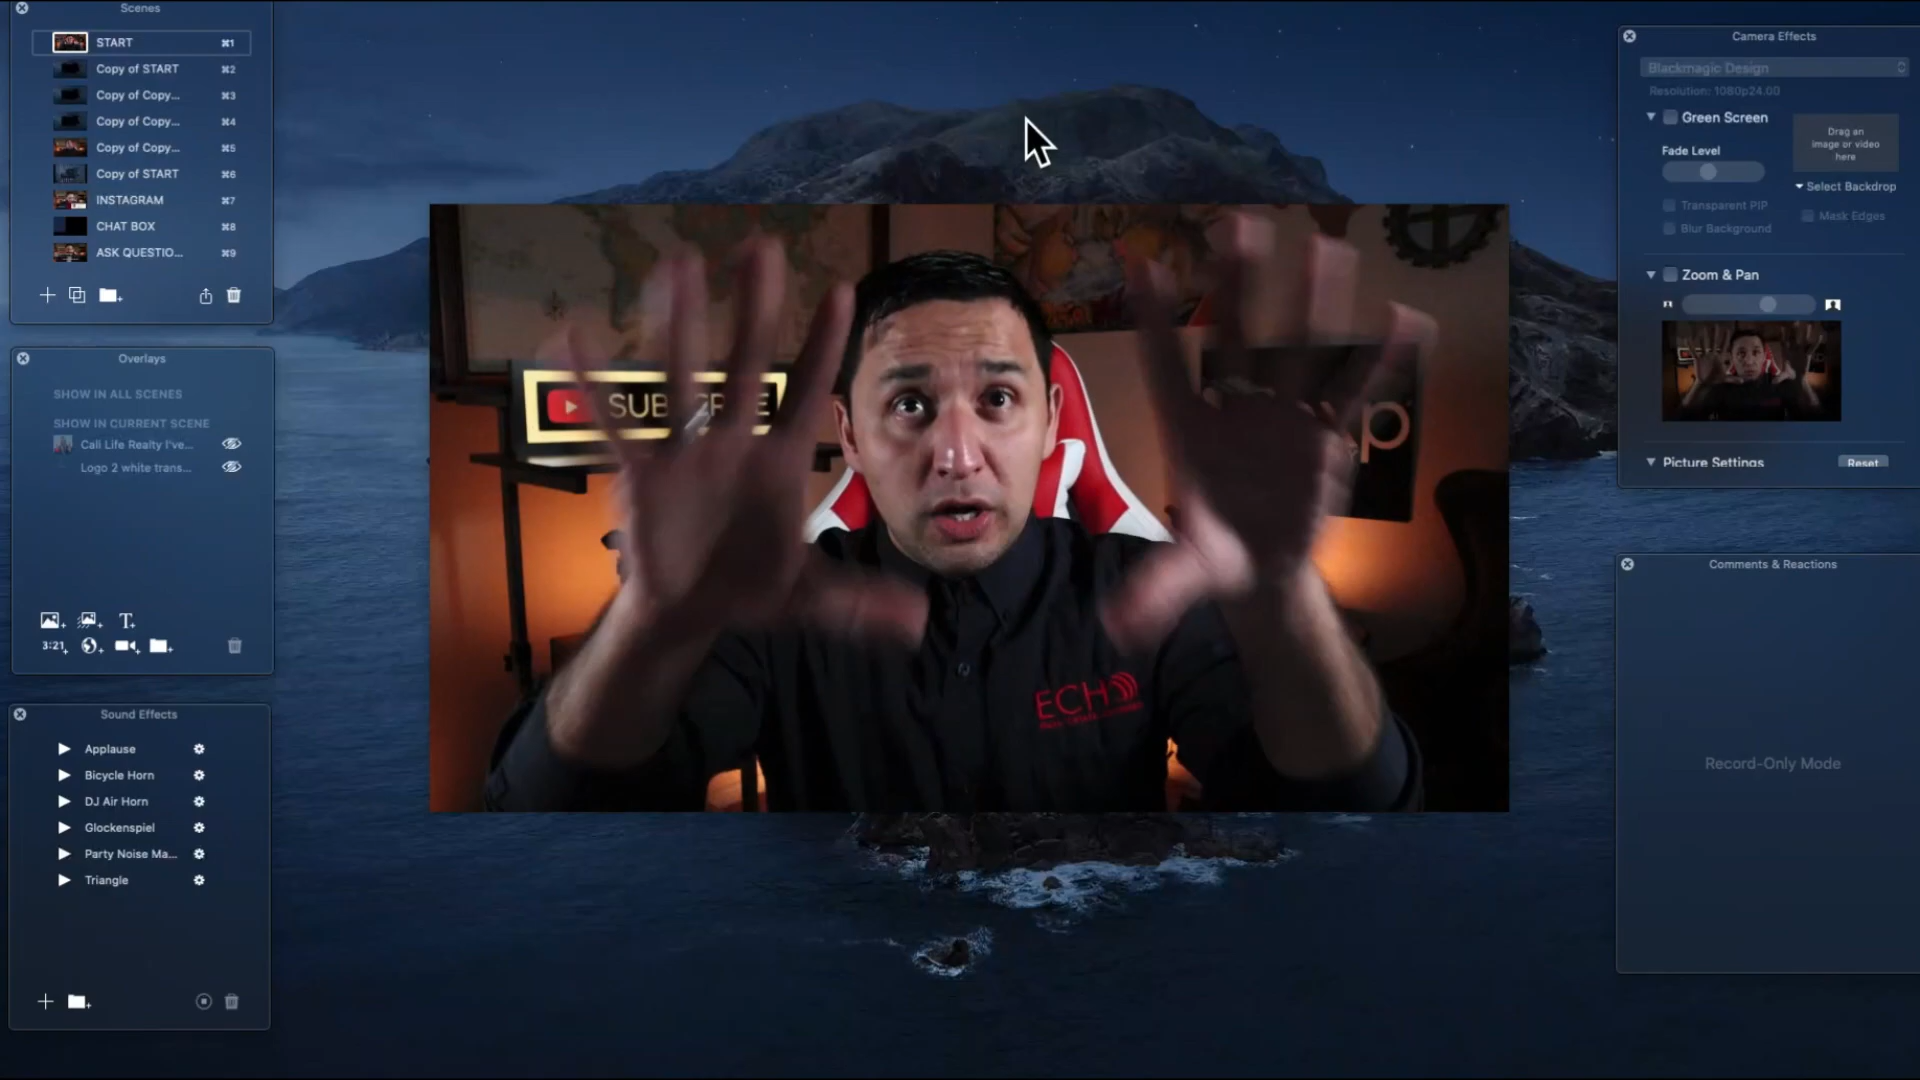 Scenes
START ⌘1
Copy of START ⌘2
Copy of Copy... ⌘3
Copy of Copy... ⌘4
Copy of Copy... ⌘5
Copy of START ⌘6
INSTAGRAM ⌘7
CHAT BOX ⌘8
ASK QUESTIO... ⌘9
Overlays
SHOW IN ALL SCENES
SHOW IN CURRENT SCENE
Cali Life Realty I've...
Logo 2 white trans...
3:21
Sound Effects
Applause
Bicycle Horn
DJ Air Horn
Glockenspiel
Party Noise Ma...
Triangle
ECHO
Camera Effects
Blackmagic Design
Resolution: 1080p24.00
Green Screen
Fade Level
Drag an
image or video
here
Select Backdrop
Transparent PIP
Mask Edges
Blur Background
Zoom & Pan
Picture Settings
Reset
Comments & Reactions
Record-Only Mode